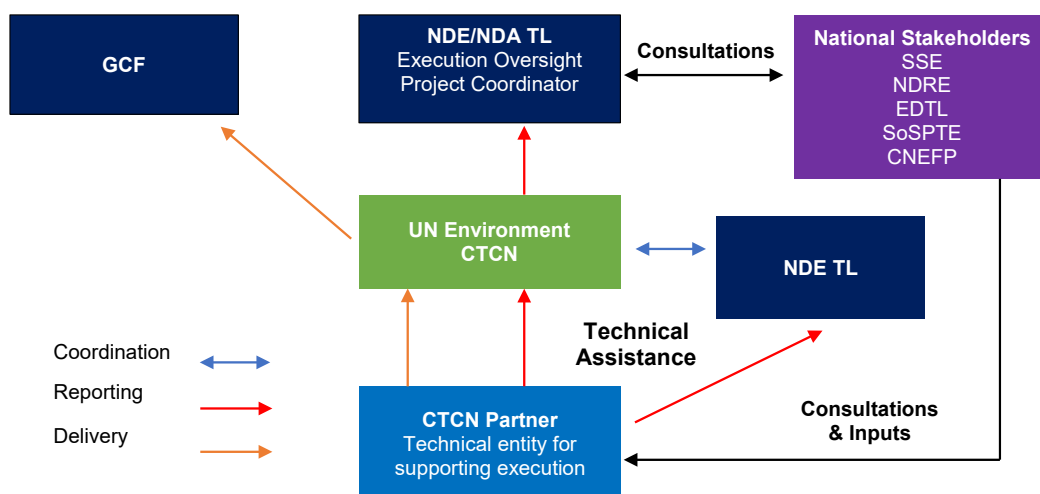 GCF
NDE/NDA TL
Execution Oversight
Project Coordinator
Consultations
National Stakeholders
SSE
NDRE
EDTL
SoSPTE
CNEFP
UN Environment
CTCN
NDE TL
Technical
Assistance
Coordination
Reporting
Delivery
CTCN Partner
Technical entity for
supporting execution
Consultations
& Inputs